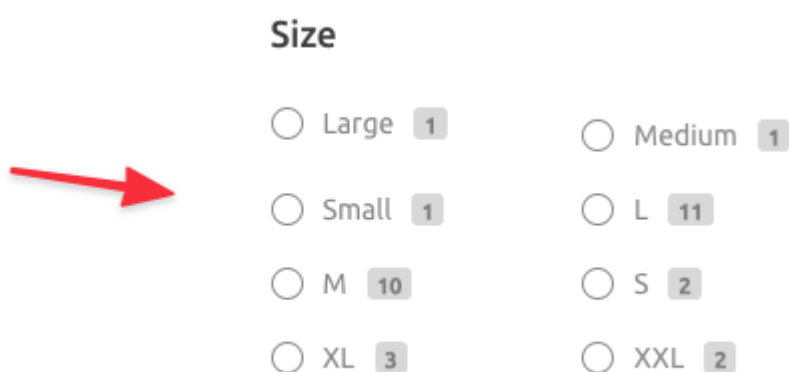 Size
Large 1
Medium 1
Small 1
L 11
M 10
S 2
XL 3
XXL 2